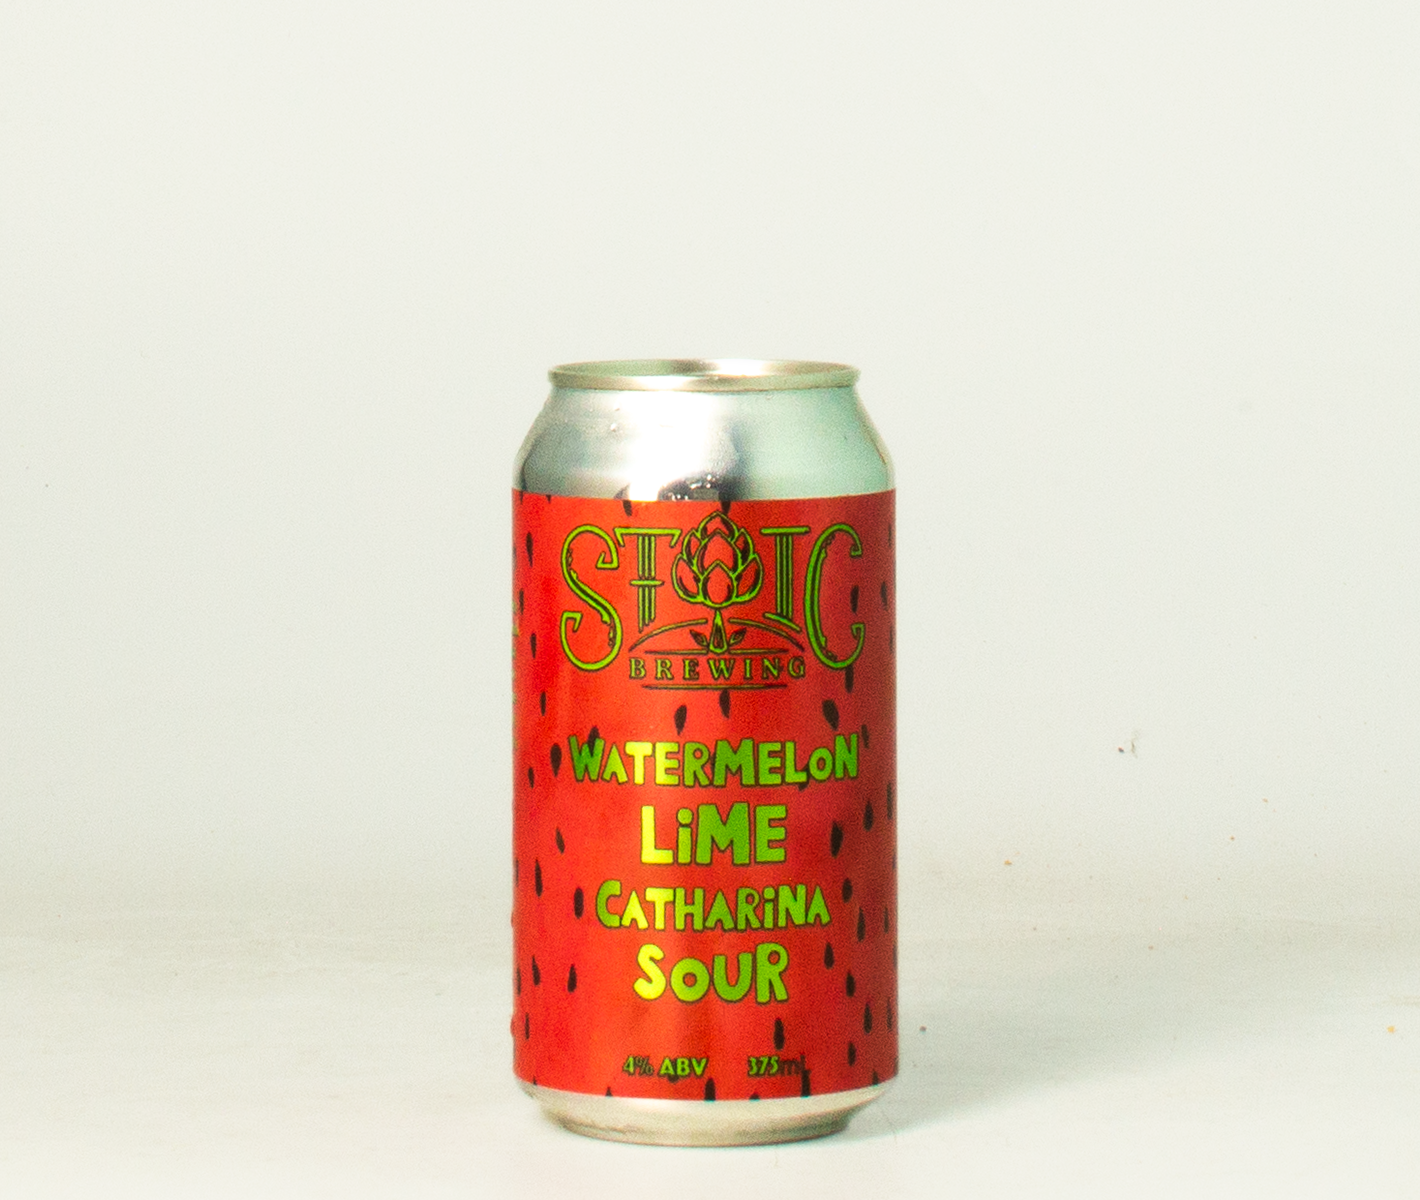 STOIC
BREWING
WATERMELON
LiME
CATHARiNA
SOUR
4% ABV 375mL